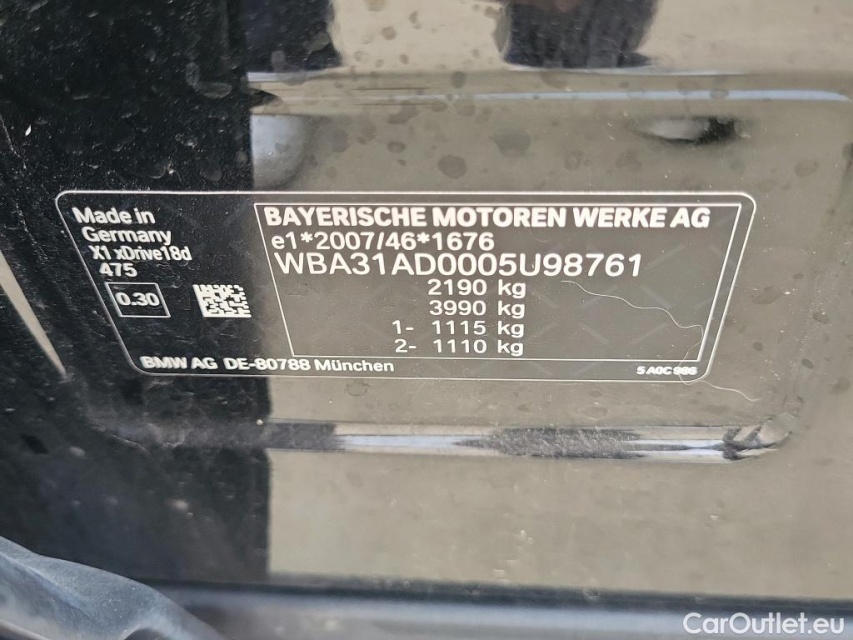 Made in
Germany
X1 xDrive18d
475
0.30
BAYERISCHE MOTOREN WERKE AG
e1*2007/46*1676
WBA31AD0005U98761
2190 kg
3990 kg
1- 1115 kg
2- 1110 kg
BMW AG DE-80788 München
5 A0C 986
CarOutlet.eu